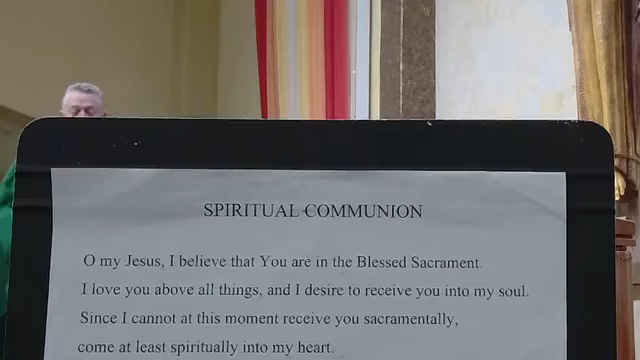 SPIRITUAL COMMUNION
O my Jesus, I believe that You are in the Blessed Sacrament.
I love you above all things, and I desire to receive you into my soul.
Since I cannot at this moment receive you sacramentally,
come at least spiritually into my heart.